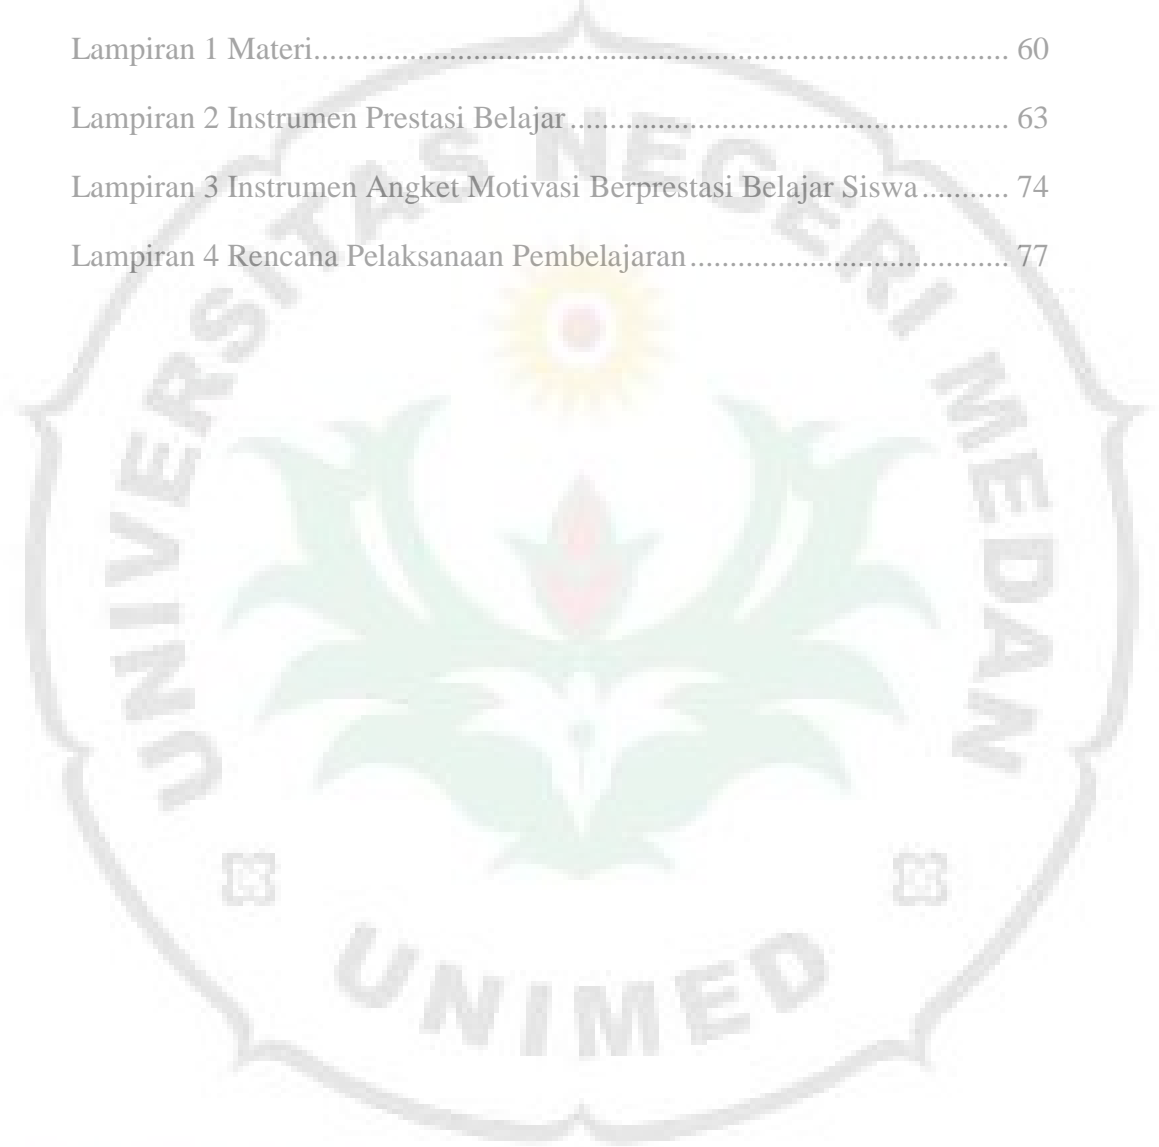 Lampiran 1 Materi....................................................................................... 60
Lampiran 2 Instrumen Prestasi Belajar....................................................... 63
Lampiran 3 Instrumen Angket Motivasi Berprestasi Belajar Siswa........... 74
Lampiran 4 Rencana Pelaksanaan Pembelajaran........................................ 77
UNIVERSITAS NEGERI MEDAN
UNIMED